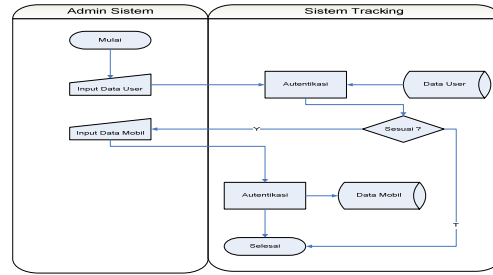 Admin Sistem
Sistem Tracking
Mulai
Input Data User
Autentikasi
Data User
Input Data Mobil
Y
Sesuai ?
Autentikasi
Data Mobil
T
Selesai